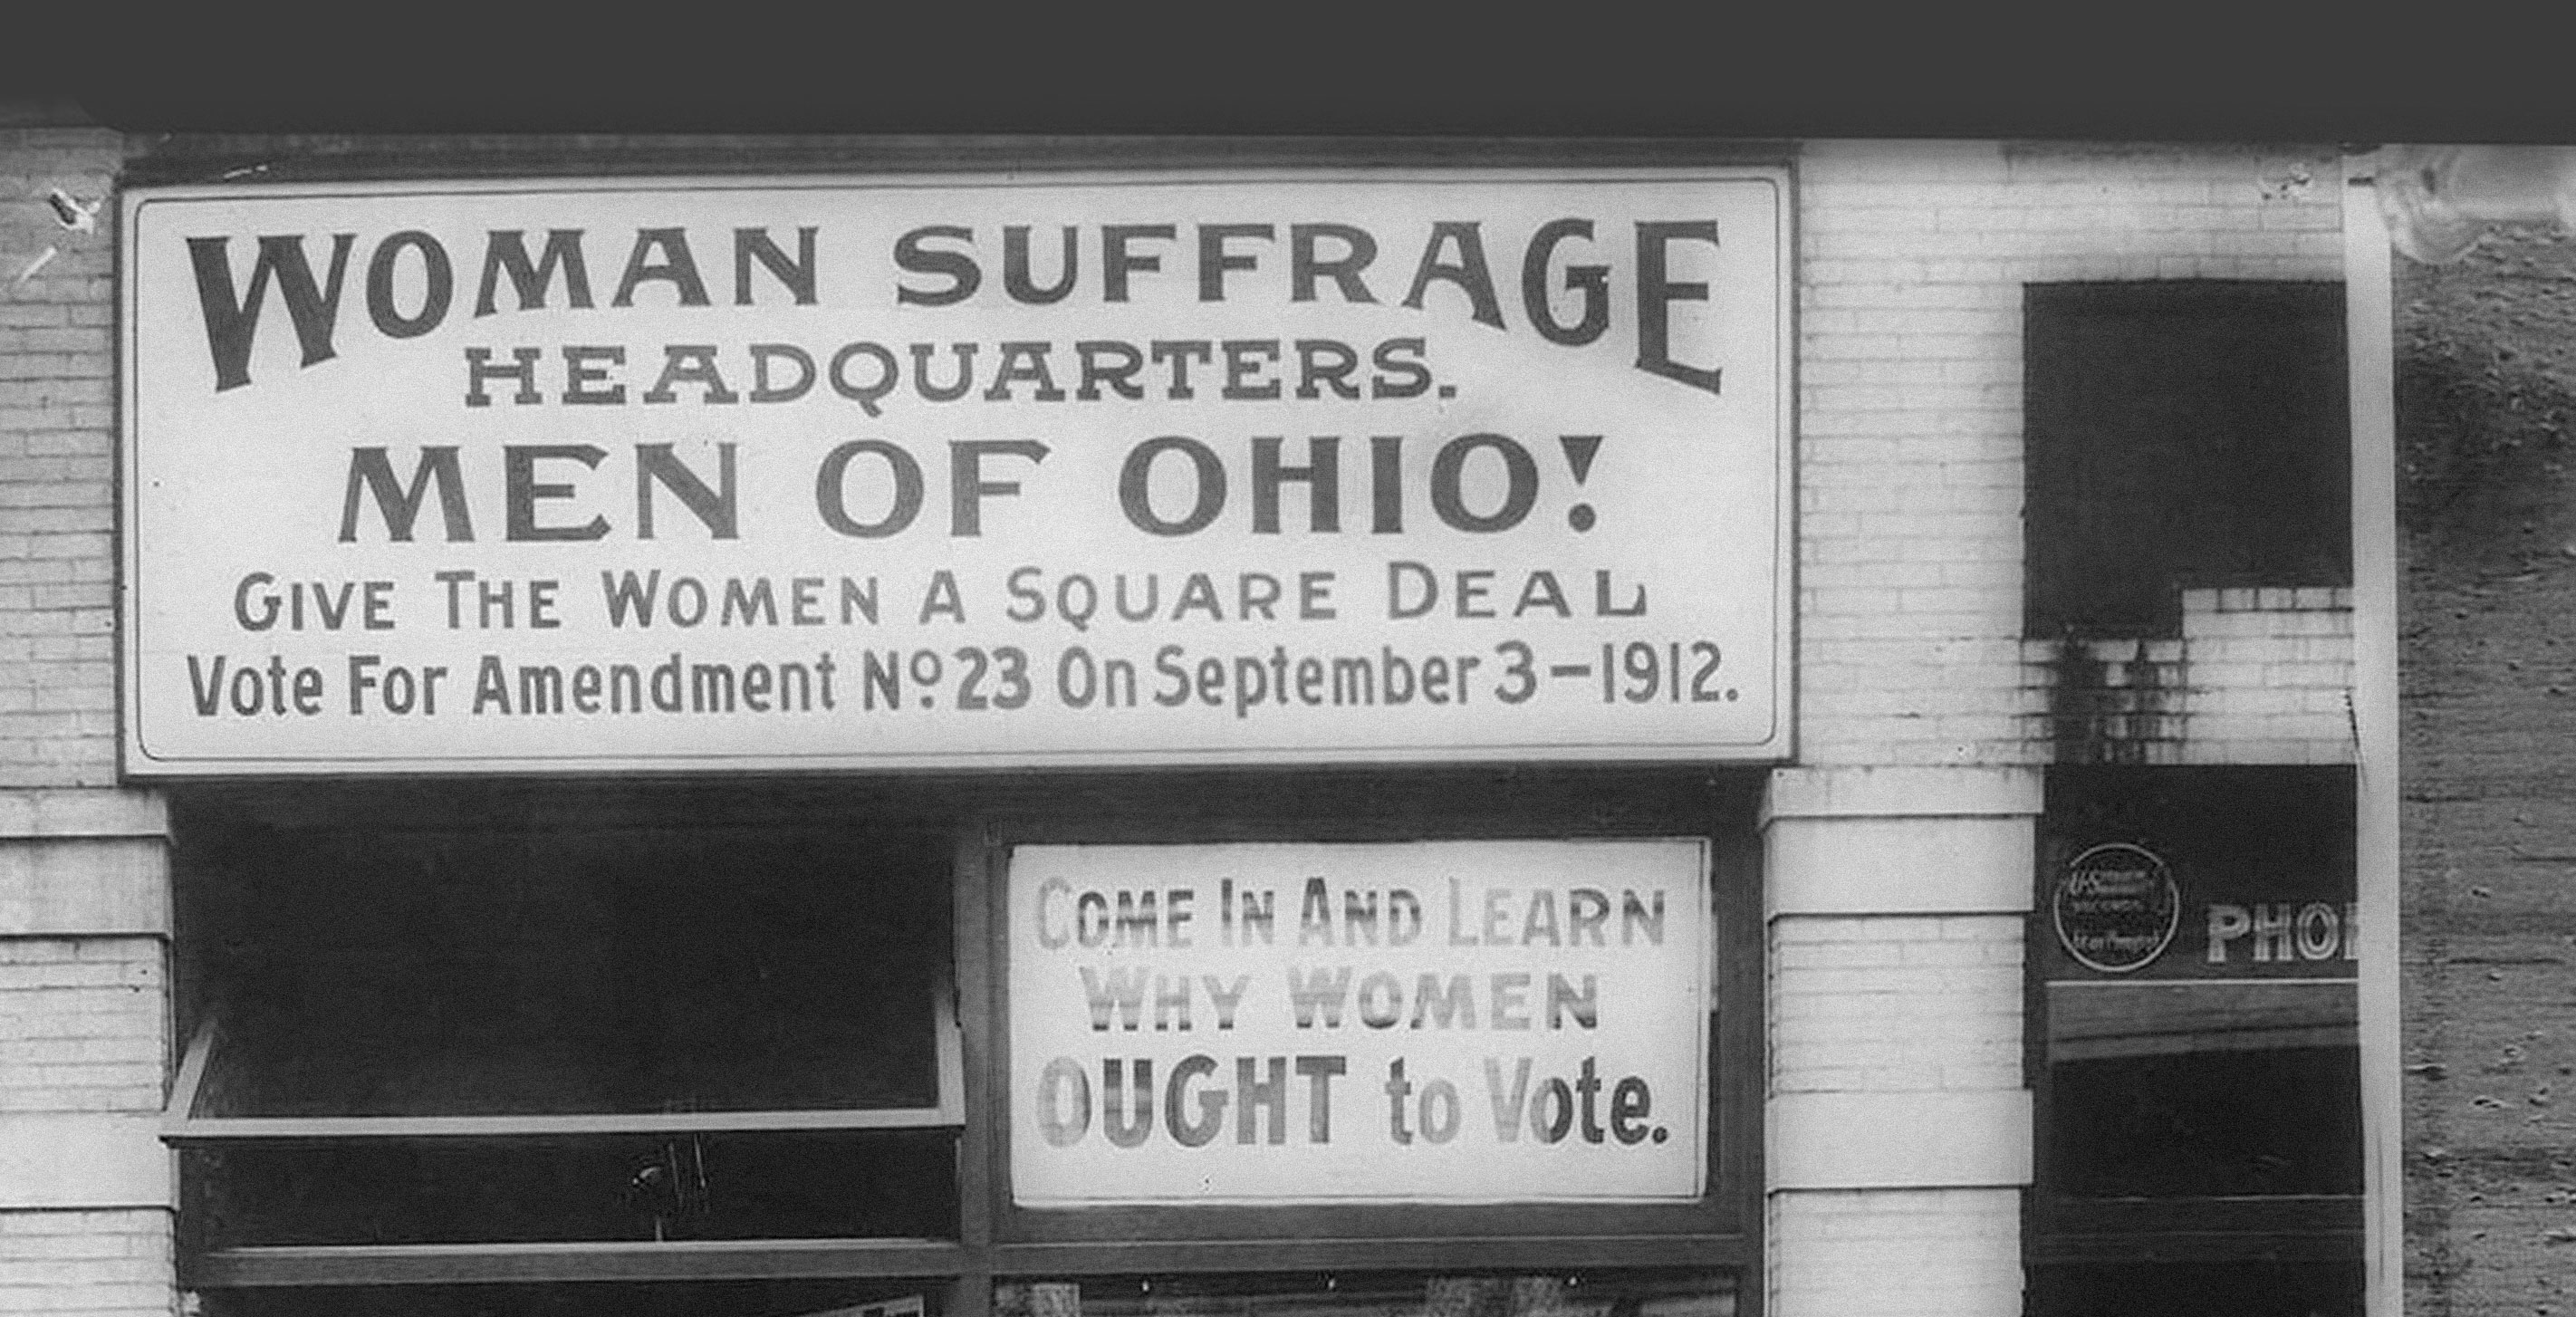 WOMAN SUFFRAGE
HEADQUARTERS.
MEN OF OHIO!
GIVE THE WOMEN A SQUARE DEAL
Vote For Amendment Nº 23 On September 3-1912.
COME IN AND LEARN
WHY WOMEN
OUGHT to Vote.